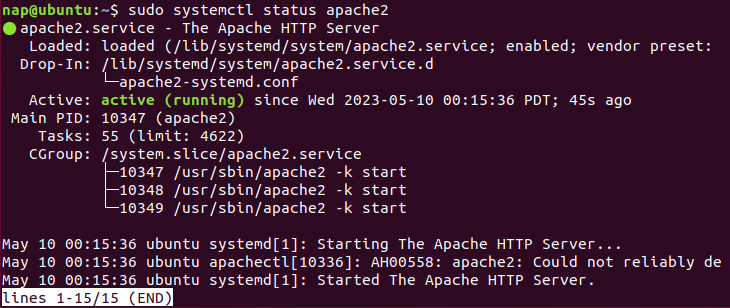 nap@ubuntu:~$ sudo systemctl status apache2
● apache2.service - The Apache HTTP Server
   Loaded: loaded (/lib/systemd/system/apache2.service; enabled; vendor preset:
  Drop-In: /lib/systemd/system/apache2.service.d
           └─apache2-systemd.conf
   Active: active (running) since Wed 2023-05-10 00:15:36 PDT; 45s ago
 Main PID: 10347 (apache2)
    Tasks: 55 (limit: 4622)
   CGroup: /system.slice/apache2.service
           ├─10347 /usr/sbin/apache2 -k start
           ├─10348 /usr/sbin/apache2 -k start
           └─10349 /usr/sbin/apache2 -k start
May 10 00:15:36 ubuntu systemd[1]: Starting The Apache HTTP Server...
May 10 00:15:36 ubuntu apachectl[10336]: AH00558: apache2: Could not reliably de
May 10 00:15:36 ubuntu systemd[1]: Started The Apache HTTP Server.
lines 1-15/15 (END)